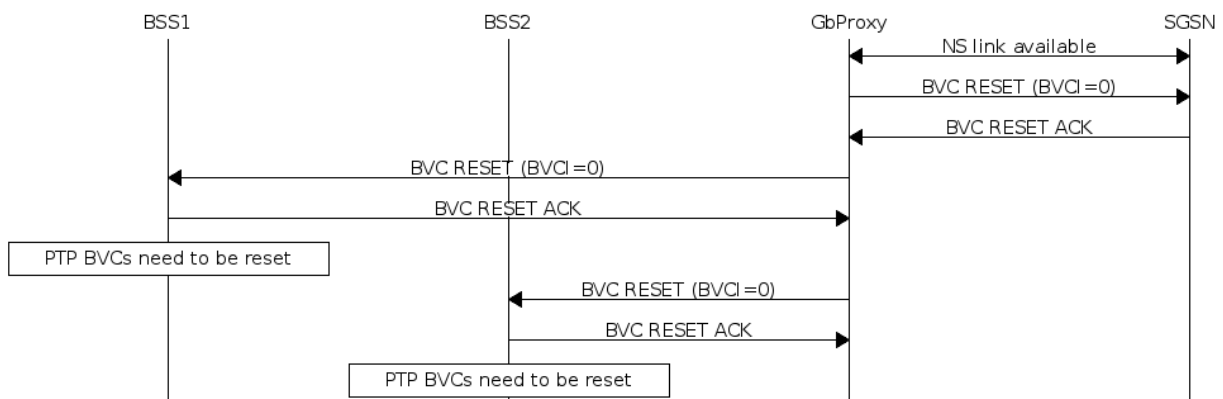 BSS1 BSS2 GbProxy SGSN
NS link available
BVC RESET (BVCI=0)
BVC RESET ACK
BVC RESET (BVCI=0)
BVC RESET ACK
PTP BVCs need to be reset
BVC RESET (BVCI=0)
BVC RESET ACK
PTP BVCs need to be reset